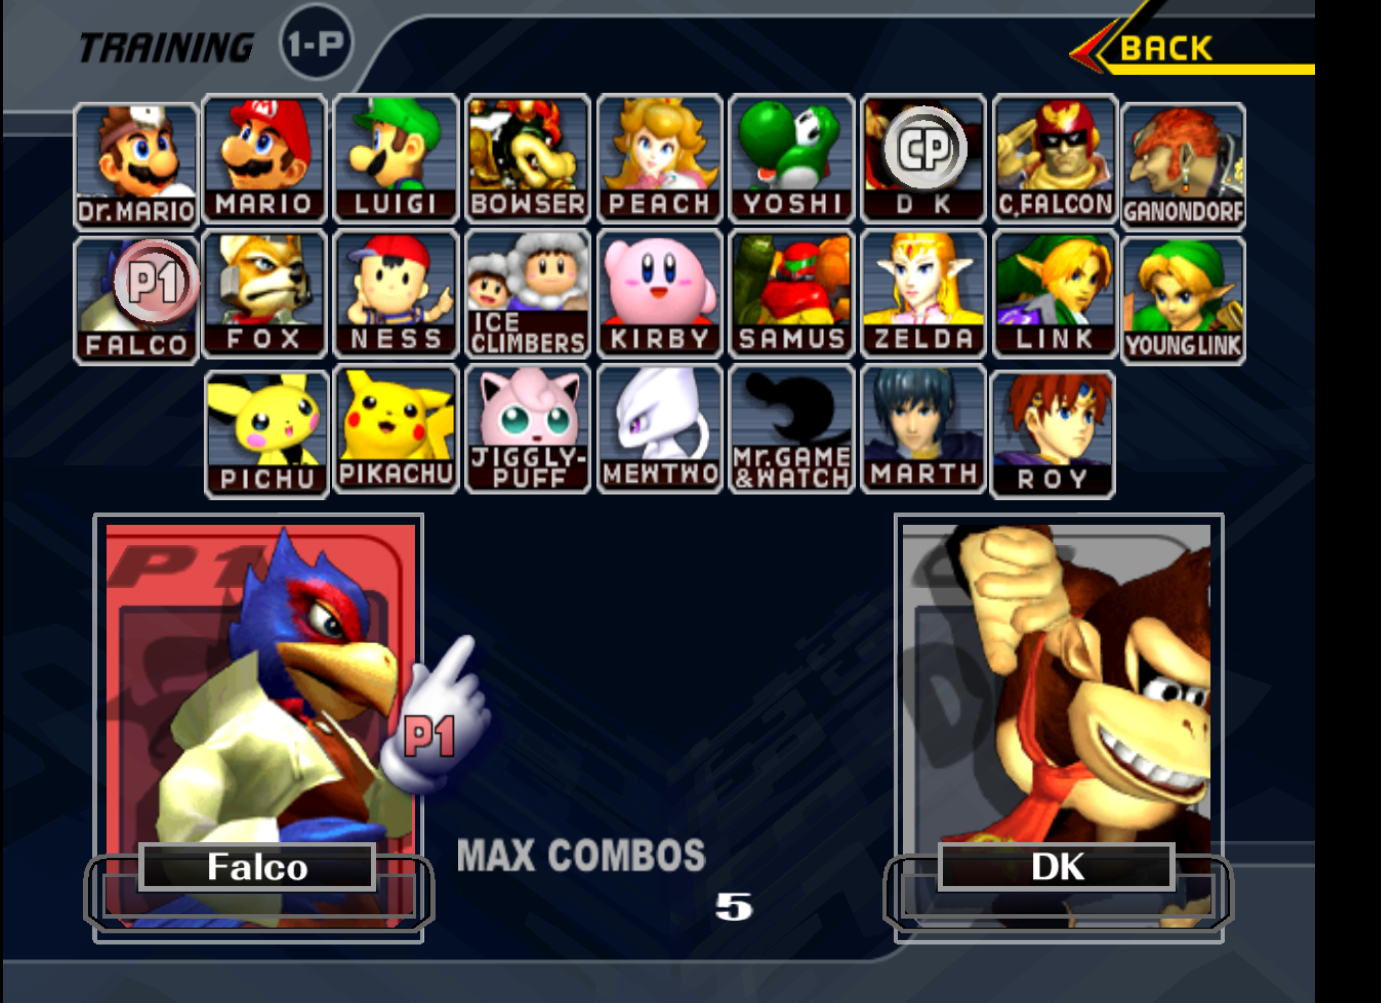 TRAINING 1-P
BACK
Dr.MARIO MARIO LUIGI BOWSER PEACH YOSHI D K C.FALCON GANONDORF
CP
P1
FALCO FOX NESS ICE CLIMBERS KIRBY SAMUS ZELDA LINK YOUNG LINK
PICHU PIKACHU JIGGLY-PUFF MEWTWO Mr.GAME &WATCH MARTH ROY
P1
P1
Falco
MAX COMBOS
5
DK